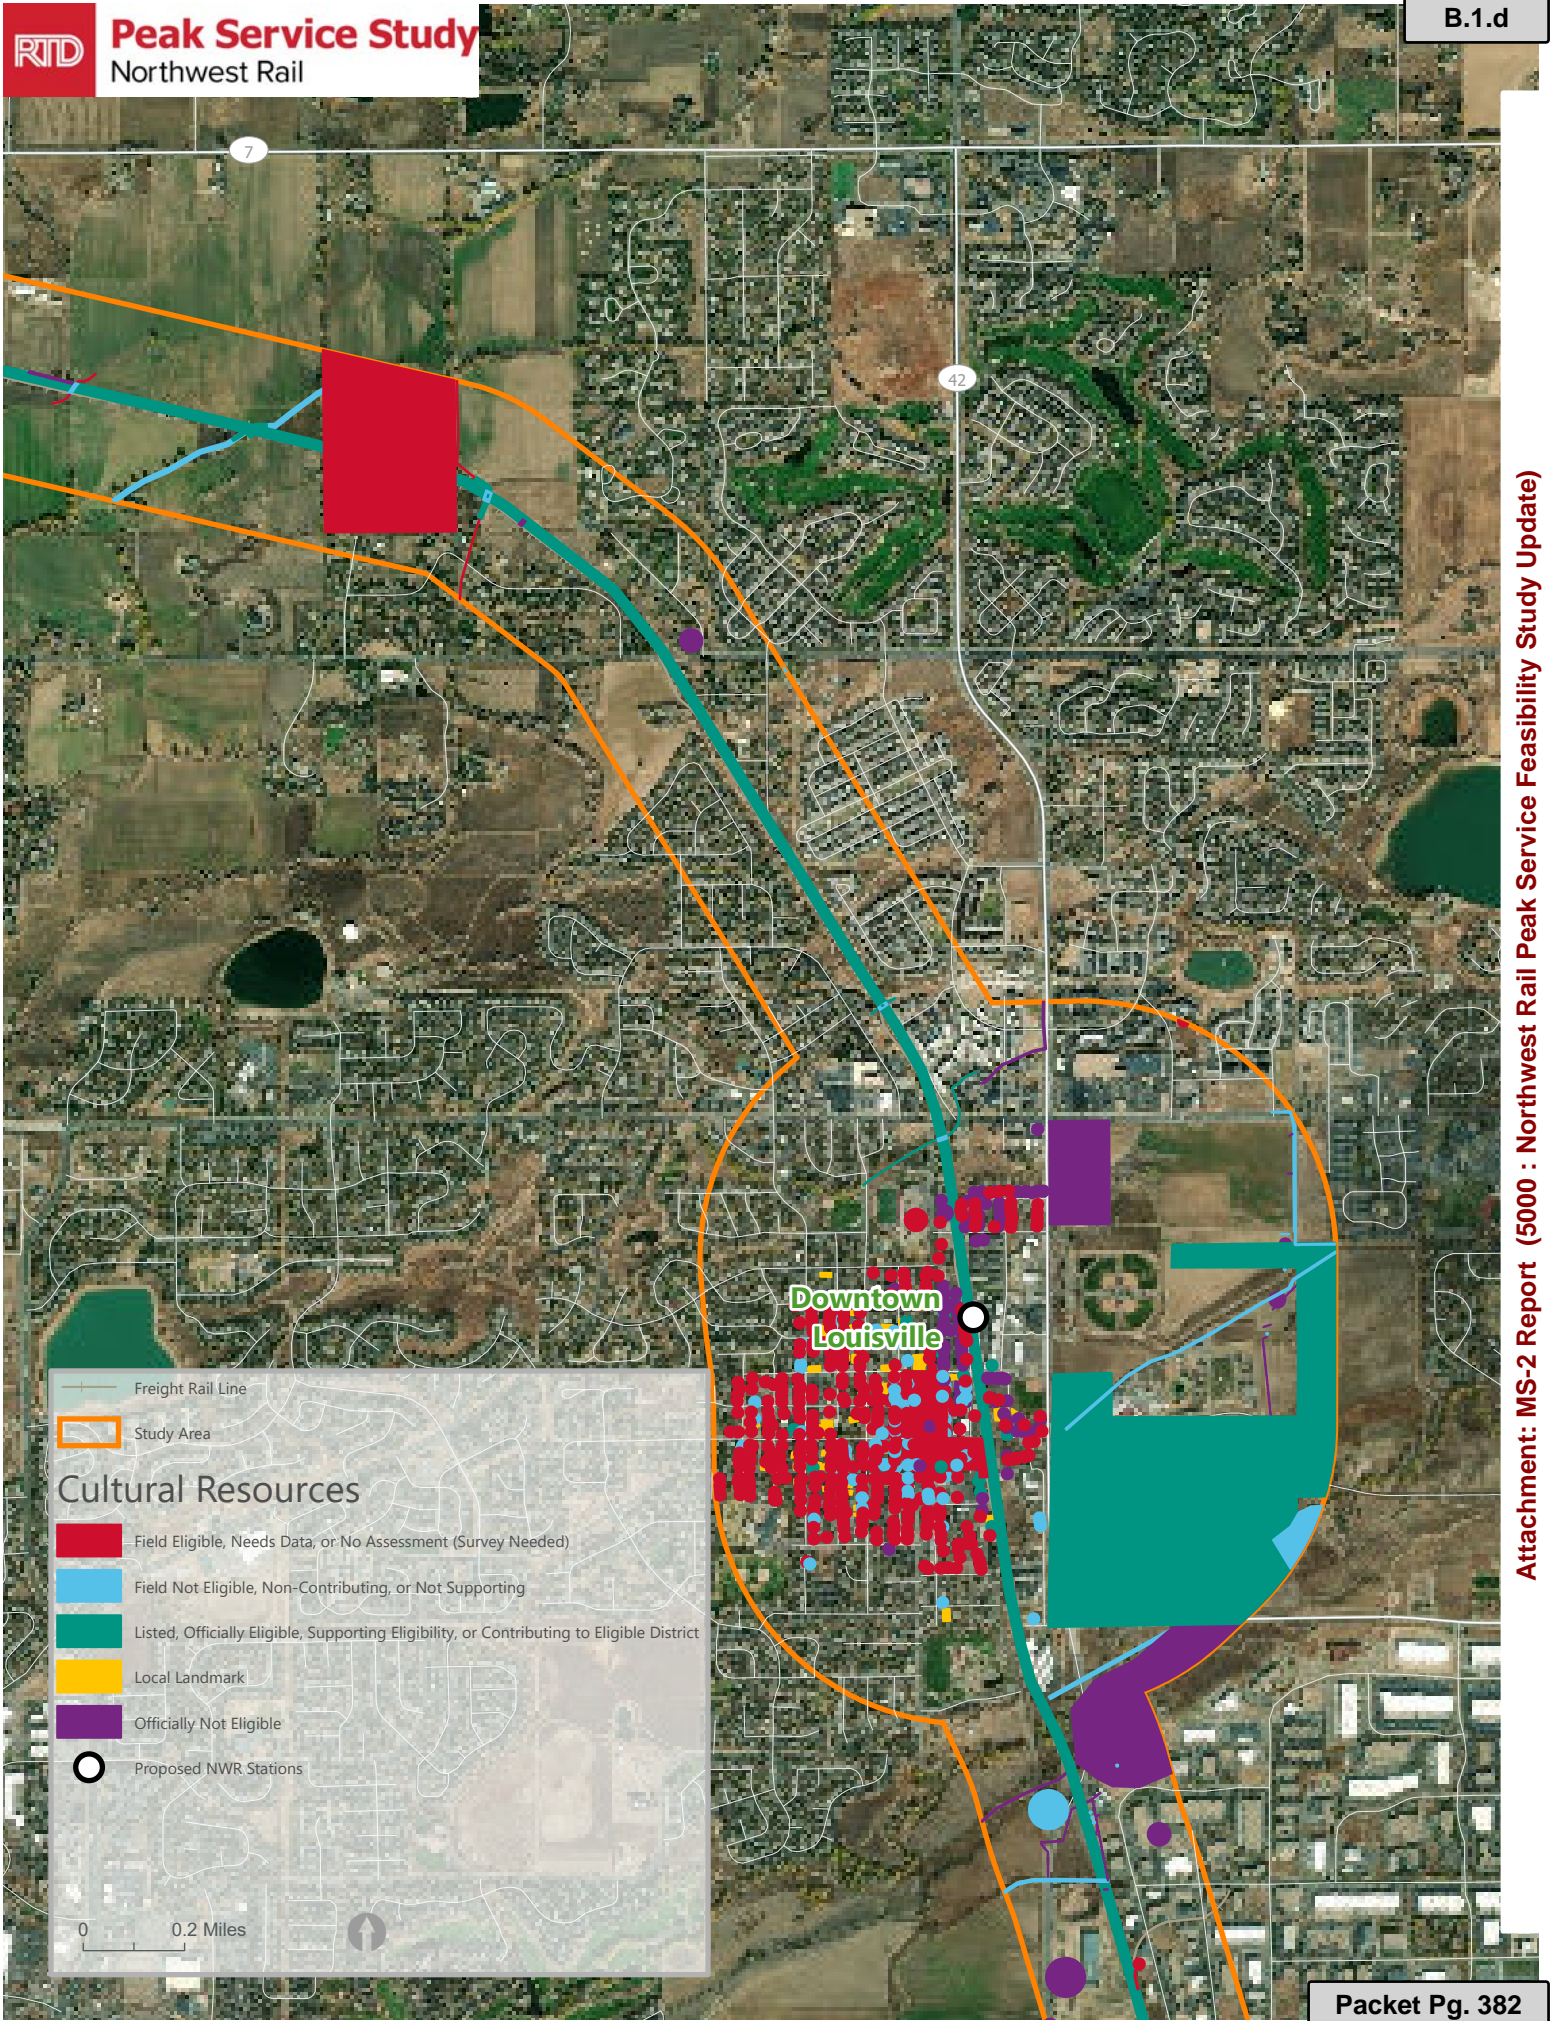 RTD
Peak Service Study
Northwest Rail
B.1.d
7
42
Downtown
Louisville
Freight Rail Line
Study Area
Cultural Resources
Field Eligible, Needs Data, or No Assessment (Survey Needed)
Field Not Eligible, Non-Contributing, or Not Supporting
Listed, Officially Eligible, Supporting Eligibility, or Contributing to Eligible District
Local Landmark
Officially Not Eligible
Proposed NWR Stations
0 0.2 Miles
Attachment: MS-2 Report (5000 : Northwest Rail Peak Service Feasibility Study Update)
Packet Pg. 382